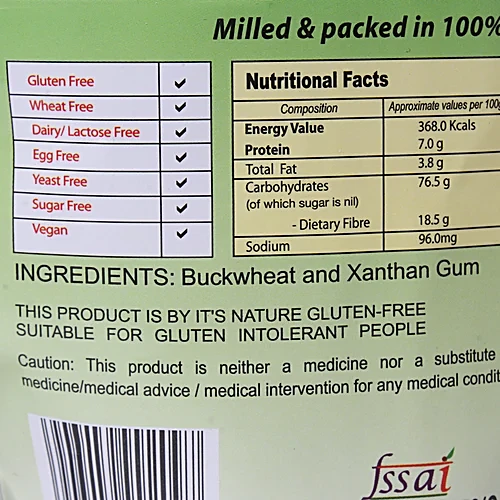 Milled & packed in 100%
Gluten Free ✔
Wheat Free ✔
Dairy/ Lactose Free ✔
Egg Free ✔
Yeast Free ✔
Sugar Free ✔
Vegan ✔
Nutritional Facts
Composition Approximate values per 100g
Energy Value 368.0 Kcals
Protein 7.0 g
Total Fat 3.8 g
Carbohydrates 76.5 g
(of which sugar is nil)
- Dietary Fibre 18.5 g
Sodium 96.0mg
INGREDIENTS: Buckwheat and Xanthan Gum
THIS PRODUCT IS BY IT'S NATURE GLUTEN-FREE
SUITABLE FOR GLUTEN INTOLERANT PEOPLE
Caution: This product is neither a medicine nor a substitute
medicine/medical advice / medical intervention for any medical condit
fssai